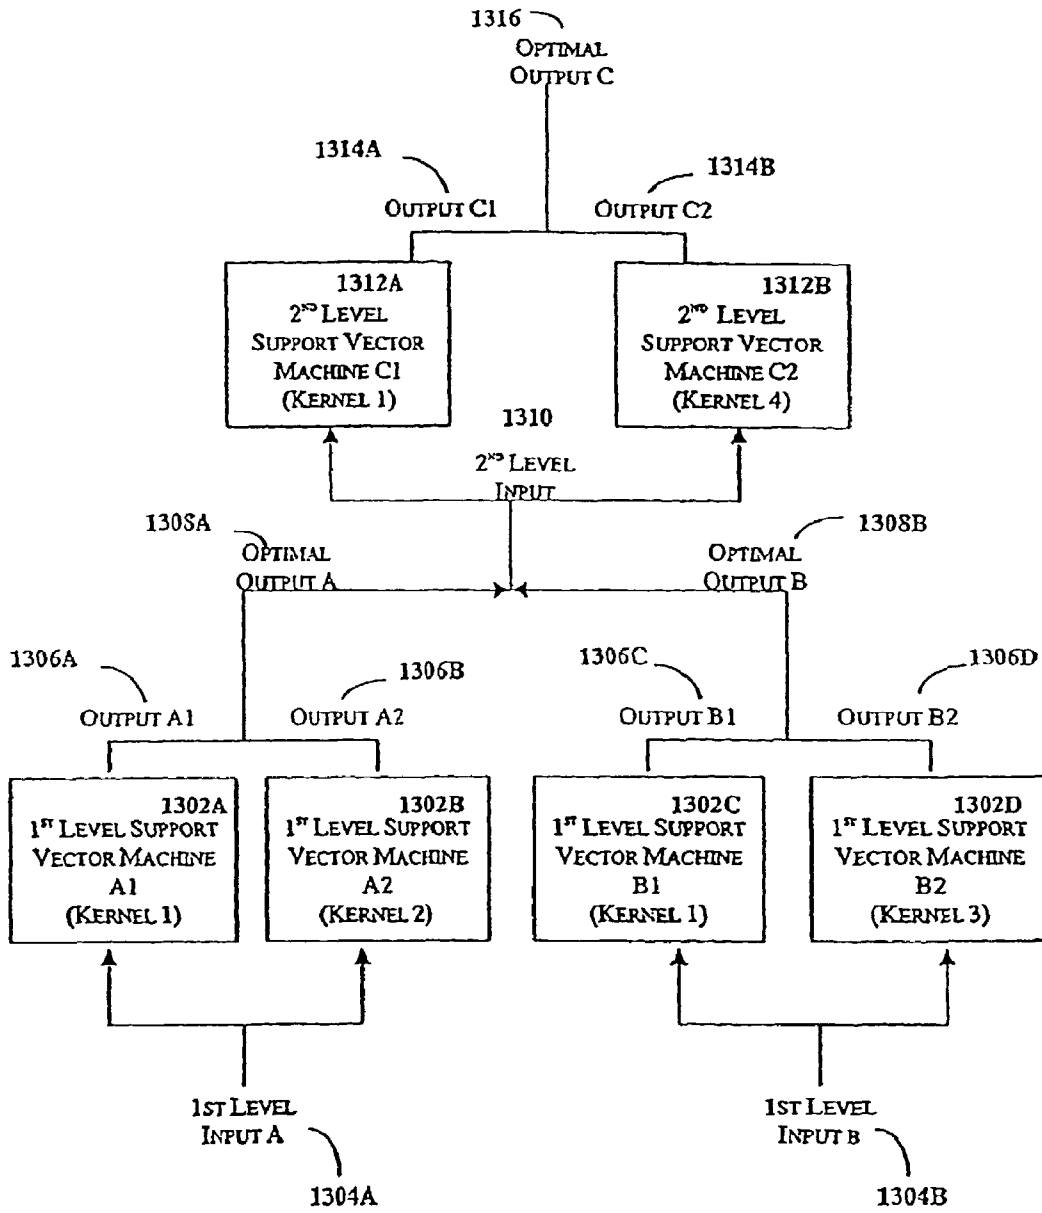 1316
OPTIMAL
OUTPUT C
1314A
1314B
OUTPUT C1
OUTPUT C2
1312A
2ND LEVEL
SUPPORT VECTOR
MACHINE C1
(KERNEL 1)
1312B
2ND LEVEL
SUPPORT VECTOR
MACHINE C2
(KERNEL 4)
1310
2ND LEVEL
INPUT
1308A
OPTIMAL
OUTPUT A
1308B
OPTIMAL
OUTPUT B
1306A
OUTPUT A1
1306B
OUTPUT A2
1306C
OUTPUT B1
1306D
OUTPUT B2
1302A
1ST LEVEL SUPPORT
VECTOR MACHINE
A1
(KERNEL 1)
1302B
1ST LEVEL SUPPORT
VECTOR MACHINE
A2
(KERNEL 2)
1302C
1ST LEVEL SUPPORT
VECTOR MACHINE
B1
(KERNEL 1)
1302D
1ST LEVEL SUPPORT
VECTOR MACHINE
B2
(KERNEL 3)
1ST LEVEL
INPUT A
1304A
1ST LEVEL
INPUT B
1304B